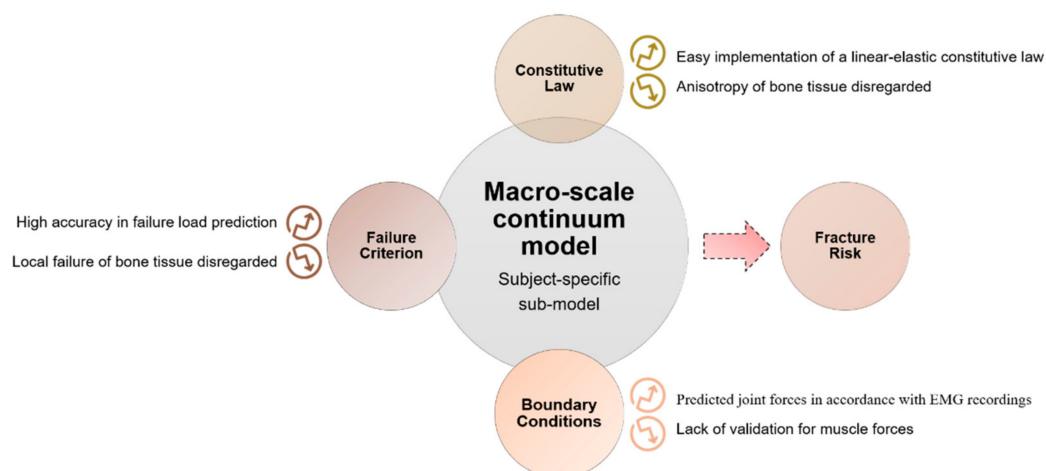 Constitutive
Law
Easy implementation of a linear-elastic constitutive law
Anisotropy of bone tissue disregarded
High accuracy in failure load prediction
Local failure of bone tissue disregarded
Failure
Criterion
Macro-scale
continuum
model
Subject-specific
sub-model
Fracture
Risk
Boundary
Conditions
Predicted joint forces in accordance with EMG recordings
Lack of validation for muscle forces